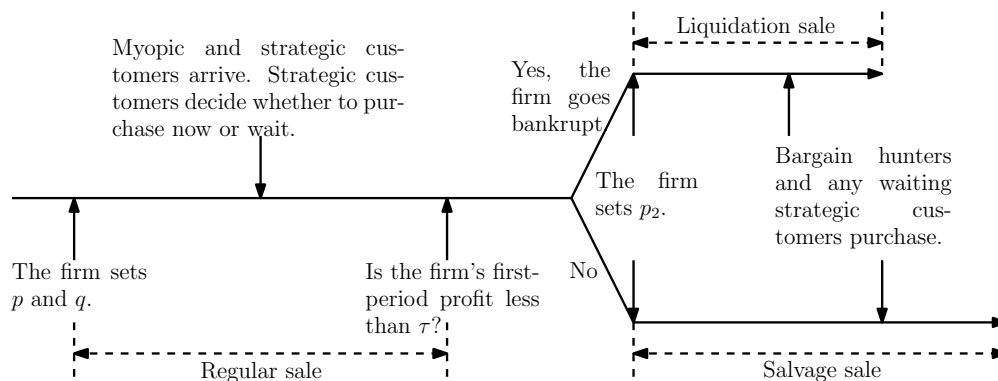 Liquidation sale
Myopic and strategic cus-
tomers arrive. Strategic cus-
tomers decide whether to pur-
chase now or wait.
Yes, the
firm goes
bankrupt
The firm
sets p₂.
Bargain hunters
and any waiting
strategic cus-
tomers purchase.
The firm sets
p and q.
Is the firm's first-
period profit less
than τ?
No
Regular sale
Salvage sale